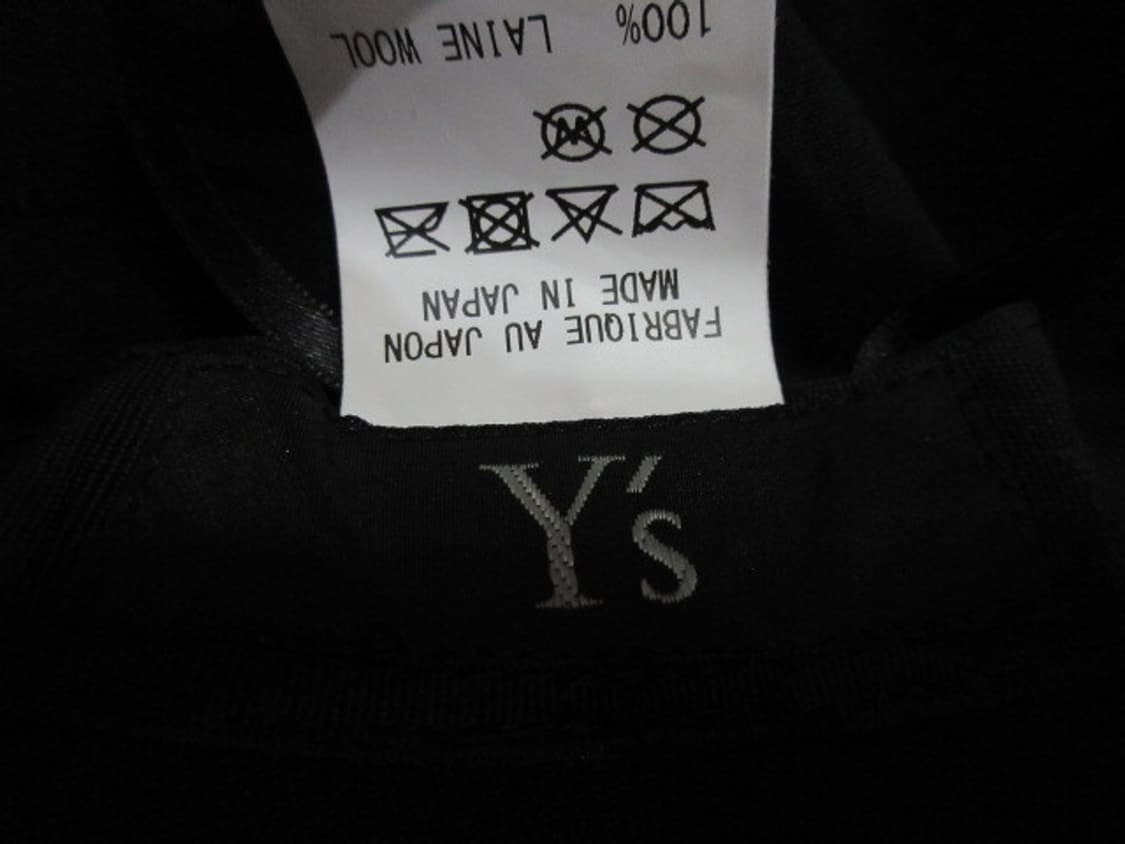 FABRIQUE AU JAPON
MADE IN JAPAN
W
100% LAINE WOOL
Y's